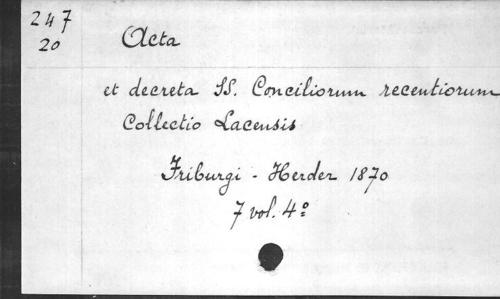 247
20
Acta
et decreta SS. Conciliorum recentiorum
Collectio Lacensis
Friburgi - Herder 1870
7 vol. 4º